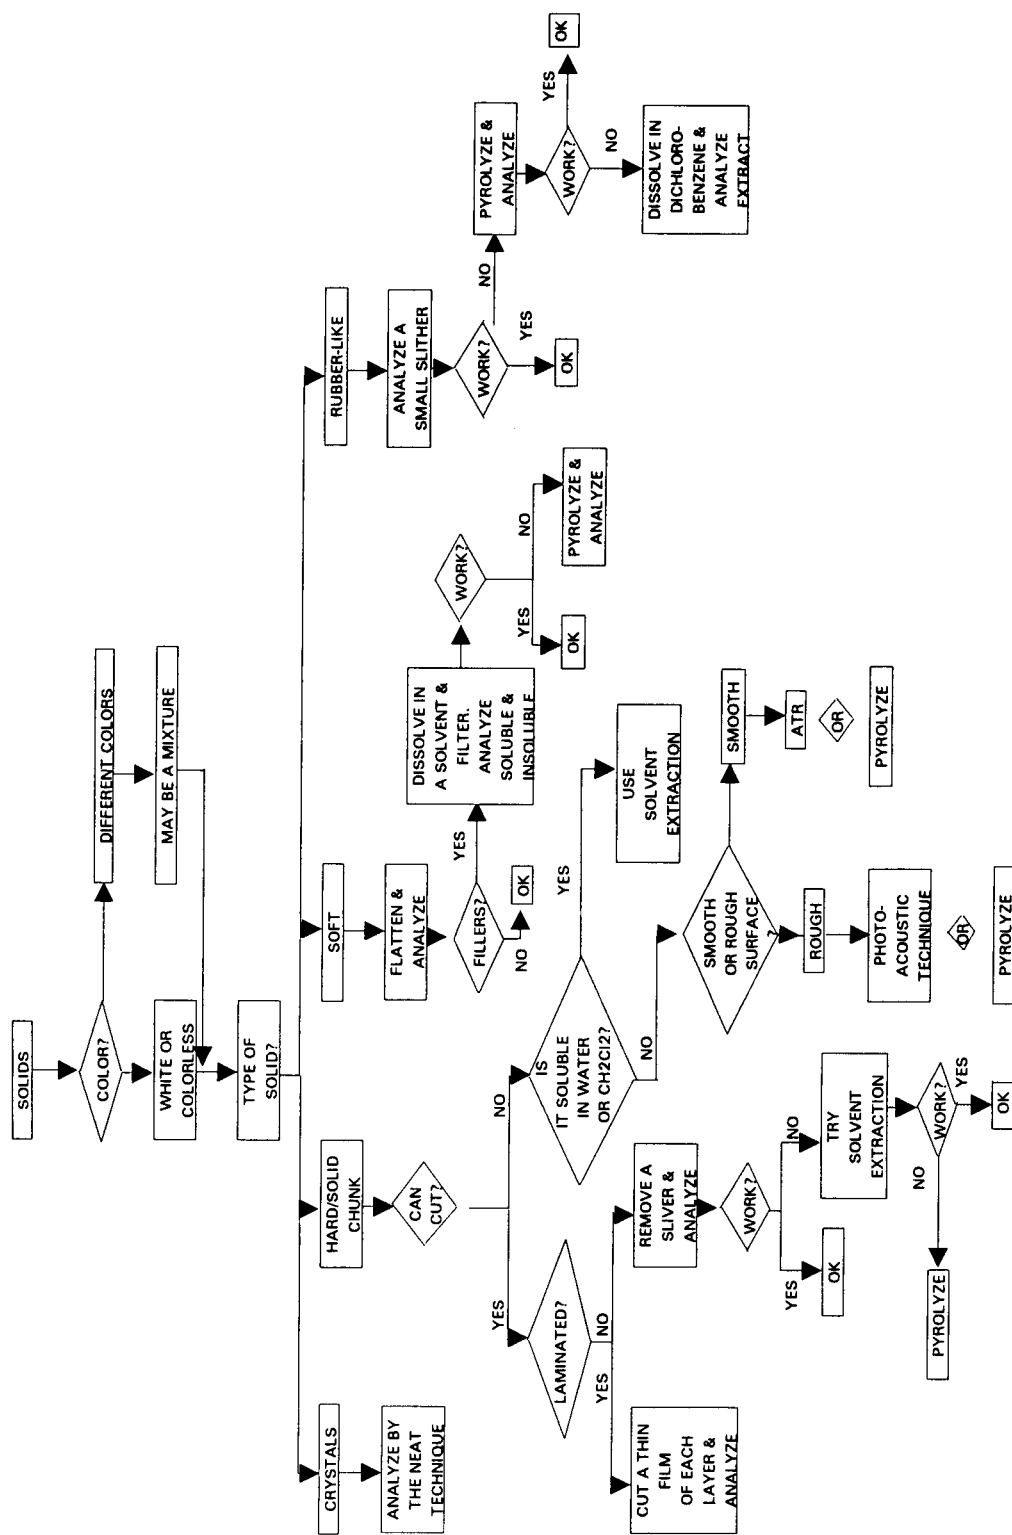 SOLIDS
COLOR?
DIFFERENT COLORS
WHITE OR
COLORLESS
MAY BE A MIXTURE
TYPE OF
SOLID?
CRYSTALS
HARD/SOLID
CHUNK
SOFT
RUBBER-LIKE
ANALYZE BY
THE NEAT
TECHNIQUE
CAN
CUT?
FLATTEN &
ANALYZE
ANALYZE A
SMALL SLITHER
FILLERS?
YES
NO
OK
DISSOLVE IN
A SOLVENT &
FILTER.
ANALYZE
SOLUBLE &
INSOLUBLE
WORK?
YES
NO
OK
PYROLYZE &
ANALYZE
WORK?
NO
YES
OK
PYROLYZE &
ANALYZE
WORK?
YES
OK
NO
DISSOLVE IN
DICHLORO-
BENZENE &
ANALYZE
EXTRACT
YES
NO
LAMINATED?
IS
IT SOLUBLE
IN WATER
OR CH2Cl2?
YES
NO
YES
NO
CUT A THIN
FILM
OF EACH
LAYER &
ANALYZE
REMOVE A
SLIVER &
ANALYZE
USE
SOLVENT
EXTRACTION
WORK?
SMOOTH
OR ROUGH
SURFACE
?
SMOOTH
ATR
OR
PYROLYZE
YES
NO
OK
TRY
SOLVENT
EXTRACTION
ROUGH
PHOTO-
ACOUSTIC
TECHNIQUE
OR
PYROLYZE
WORK?
NO
YES
PYROLYZE
OK